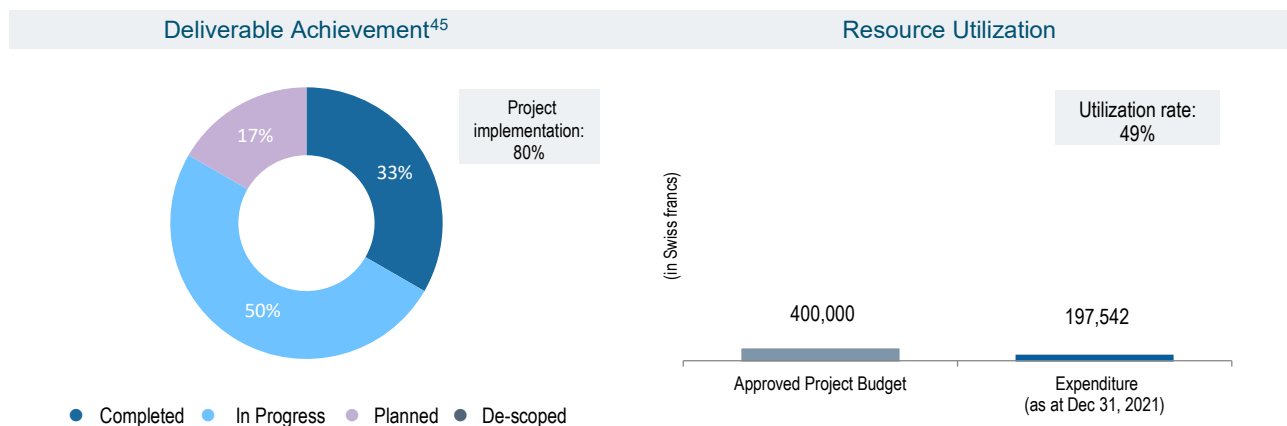 Deliverable Achievement45
Resource Utilization
Project
implementation:
80%
17%
33%
50%
Completed
In Progress
Planned
De-scoped
Utilization rate:
49%
(in Swiss francs)
400,000
197,542
Approved Project Budget
Expenditure
(as at Dec 31, 2021)